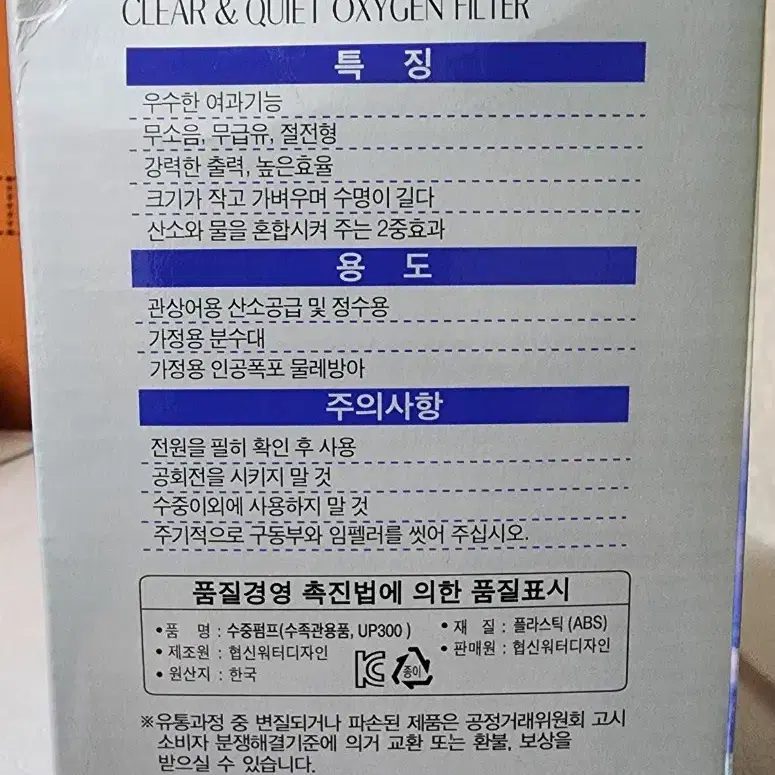 CLEAR & QUIET OXYGEN FILTER
특 징
우수한 여과기능
무소음, 무급유, 절전형
강력한 출력, 높은효율
크기가 작고 가벼우며 수명이 길다
산소와 물을 혼합시켜 주는 2중효과
용 도
관상어용 산소공급 및 정수용
가정용 분수대
가정용 인공폭포 물레방아
주의사항
전원을 필히 확인 후 사용
공회전을 시키지 말 것
수중이외에 사용하지 말 것
주기적으로 구동부와 임펠러를 씻어 주십시오.
품질경영 촉진법에 의한 품질표시
• 품 명 : 수중펌프(수족관용품, UP300 ) • 재 질 : 플라스틱 (ABS)
• 제조원 : 협신워터디자인 • 판매원 : 협신워터디자인
• 원산지 : 한국
종이
※유통과정 중 변질되거나 파손된 제품은 공정거래위원회 고시
소비자 분쟁해결기준에 의거 교환 또는 환불, 보상을
받으실 수 있습니다.